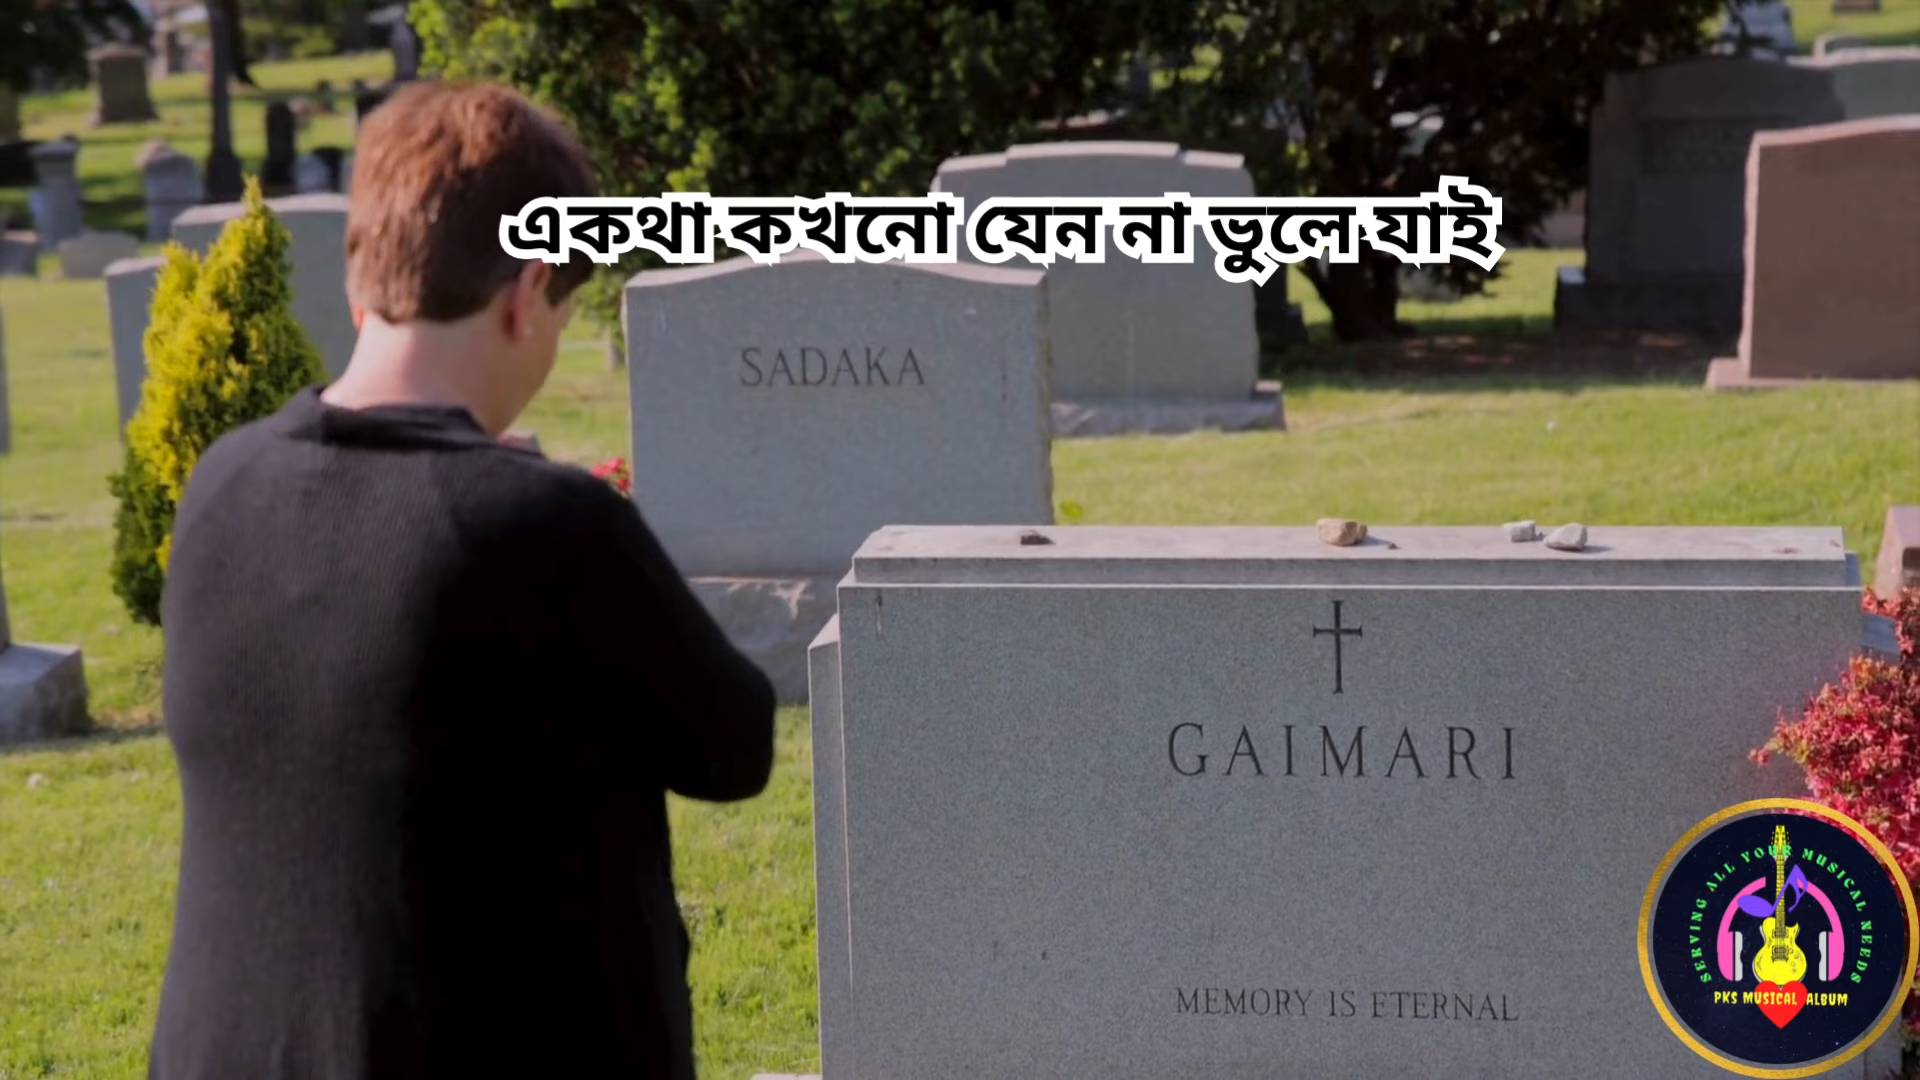 একথা কখনো যেন না ভুলে যাই
SADAKA
GAIMARI
MEMORY IS ETERNAL
SERVING ALL YOUR MUSICAL NEEDS
PKS MUSICAL ALBUM